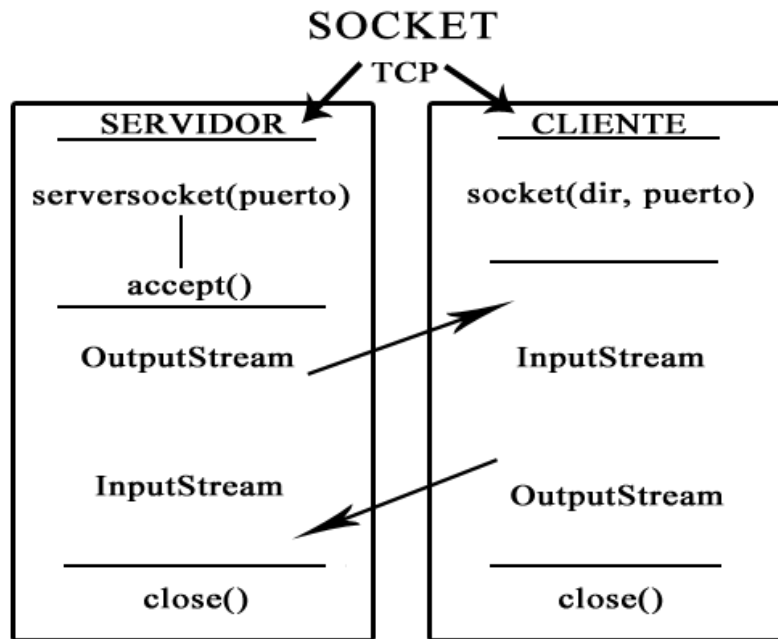 SOCKET
TCP
SERVIDOR
serversocket(puerto)
accept()
OutputStream
InputStream
close()
CLIENTE
socket(dir, puerto)
InputStream
OutputStream
close()